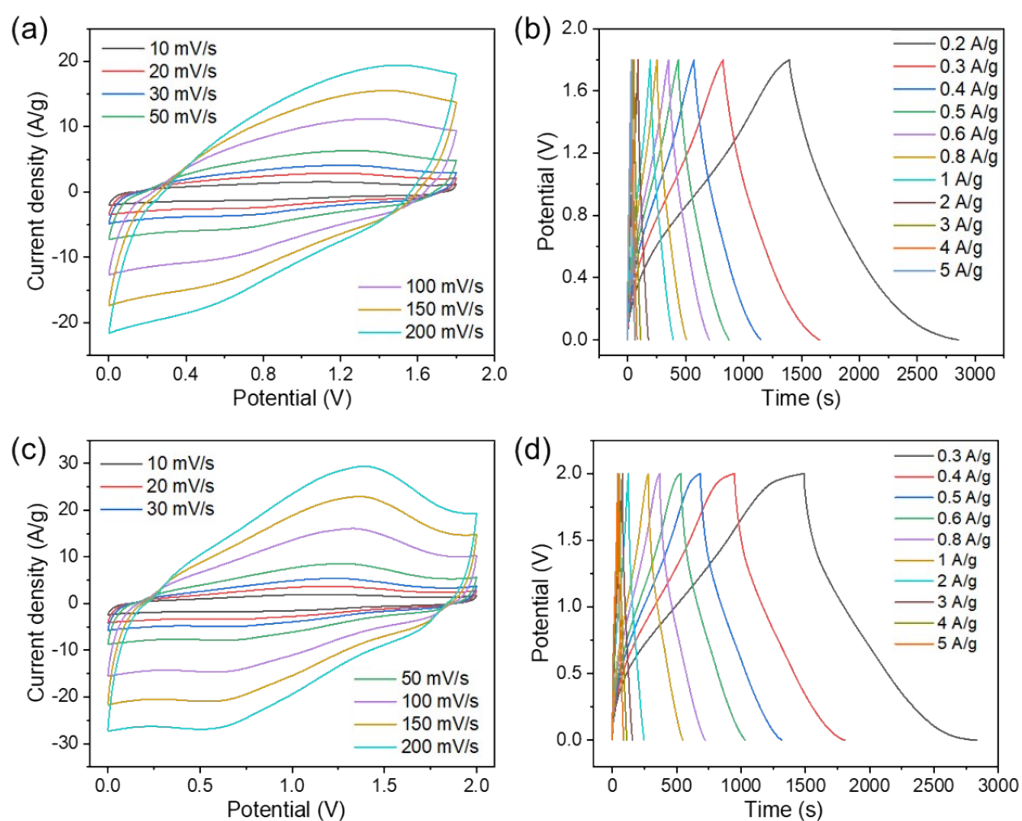 (a)
10 mV/s
20 mV/s
30 mV/s
50 mV/s
100 mV/s
150 mV/s
200 mV/s
20
10
0
-10
-20
0.0 0.4 0.8 1.2 1.6 2.0
Current density (A/g)
Potential (V)
(b)
0.2 A/g
0.3 A/g
0.4 A/g
0.5 A/g
0.6 A/g
0.8 A/g
1 A/g
2 A/g
3 A/g
4 A/g
5 A/g
2.0
1.6
1.2
0.8
0.4
0.0
0 500 1000 1500 2000 2500 3000
Potential (V)
Time (s)
(c)
10 mV/s
20 mV/s
30 mV/s
50 mV/s
100 mV/s
150 mV/s
200 mV/s
30
20
10
0
-10
-20
-30
0.0 0.5 1.0 1.5 2.0
Current density (A/g)
Potential (V)
(d)
0.3 A/g
0.4 A/g
0.5 A/g
0.6 A/g
0.8 A/g
1 A/g
2 A/g
3 A/g
4 A/g
5 A/g
2.0
1.5
1.0
0.5
0.0
0 500 1000 1500 2000 2500 3000
Potential (V)
Time (s)